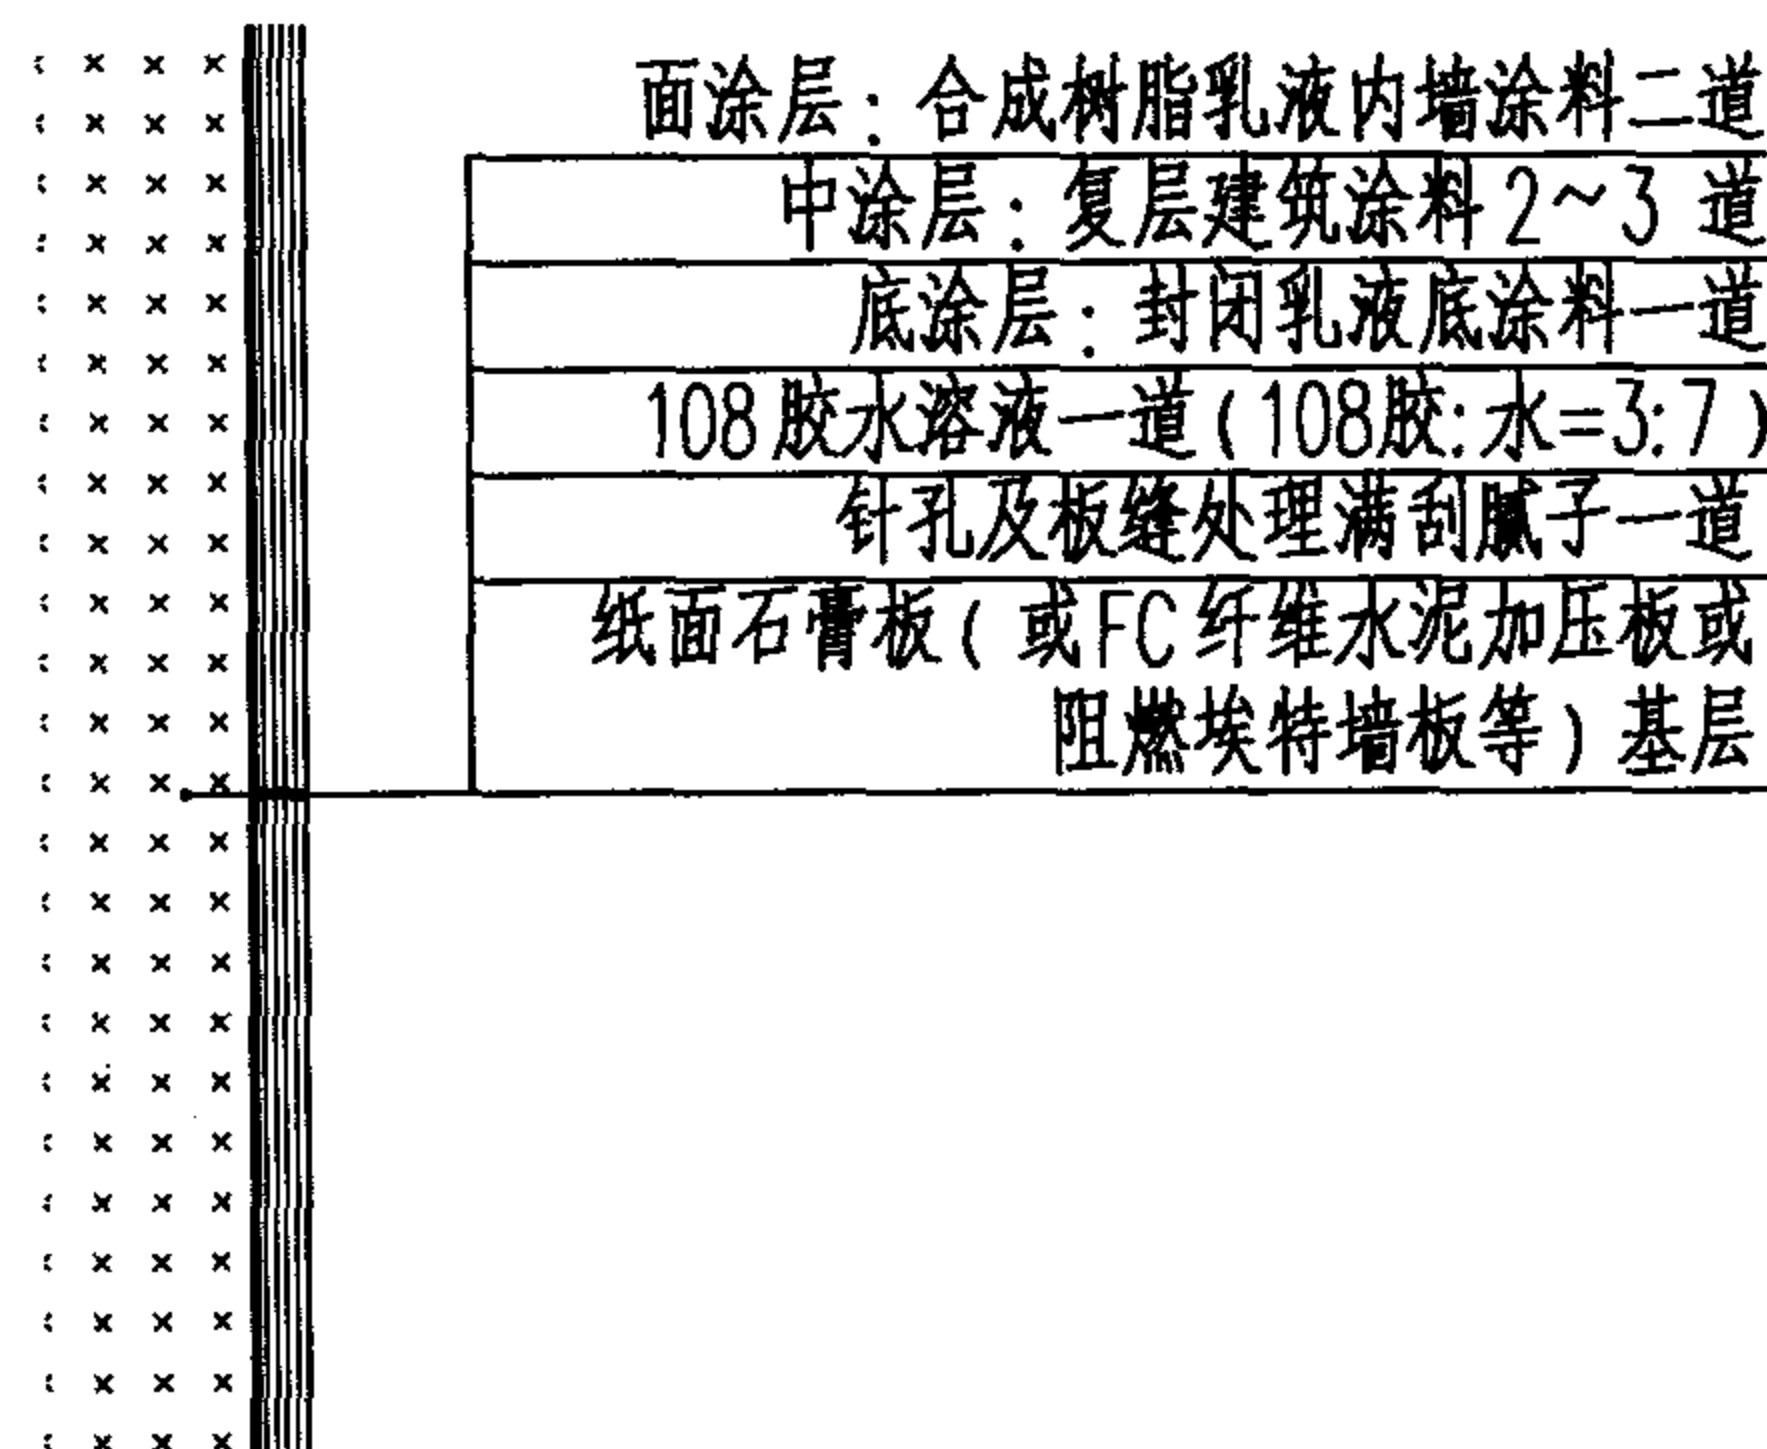 面涂层:合成树脂乳液内墙涂料二道
中涂层:复层建筑涂料2~3 道
底涂层:封闭乳液底涂料一道
108胶水溶液一道(108胶:水=3:7)
针孔及板缝处理满刮腻子一道
纸面石膏板(或FC纤维水泥加压板或
阻燃埃特墙板等)基层